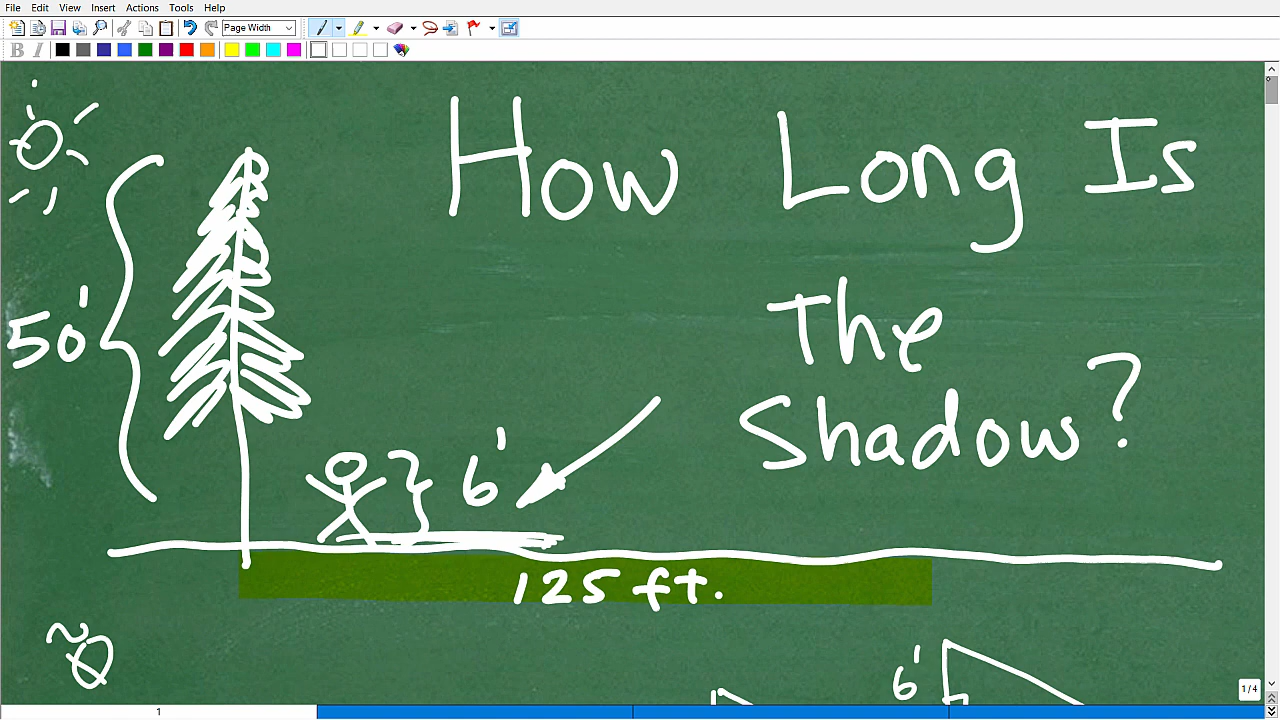 File Edit View Insert Actions Tools Help
Page Width
B I
How Long Is
The
Shadow?
50'
6'
125 ft.
6'
1/4
1